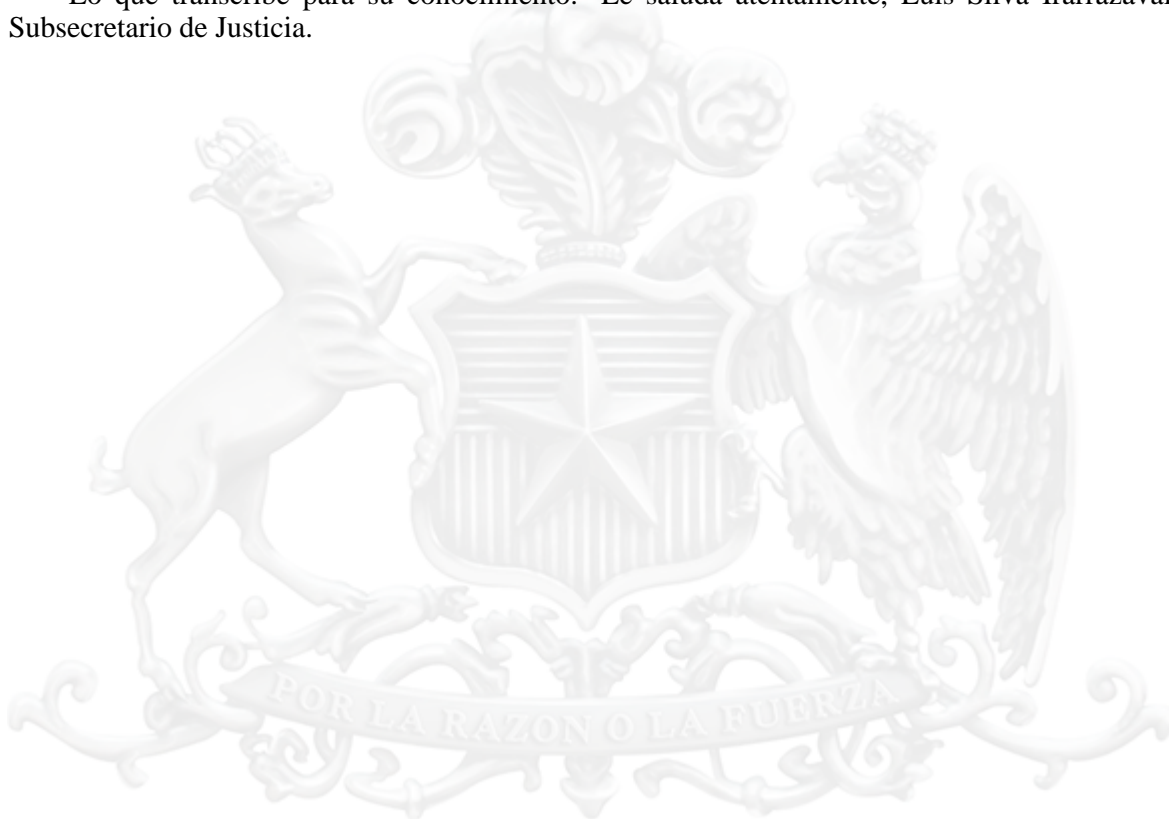 Lo que transcribe para su conocimiento.- Le saluda atentamente, Luis Silva Irarrázaval,
Subsecretario de Justicia.
POR LA RAZON O LA FUERZA